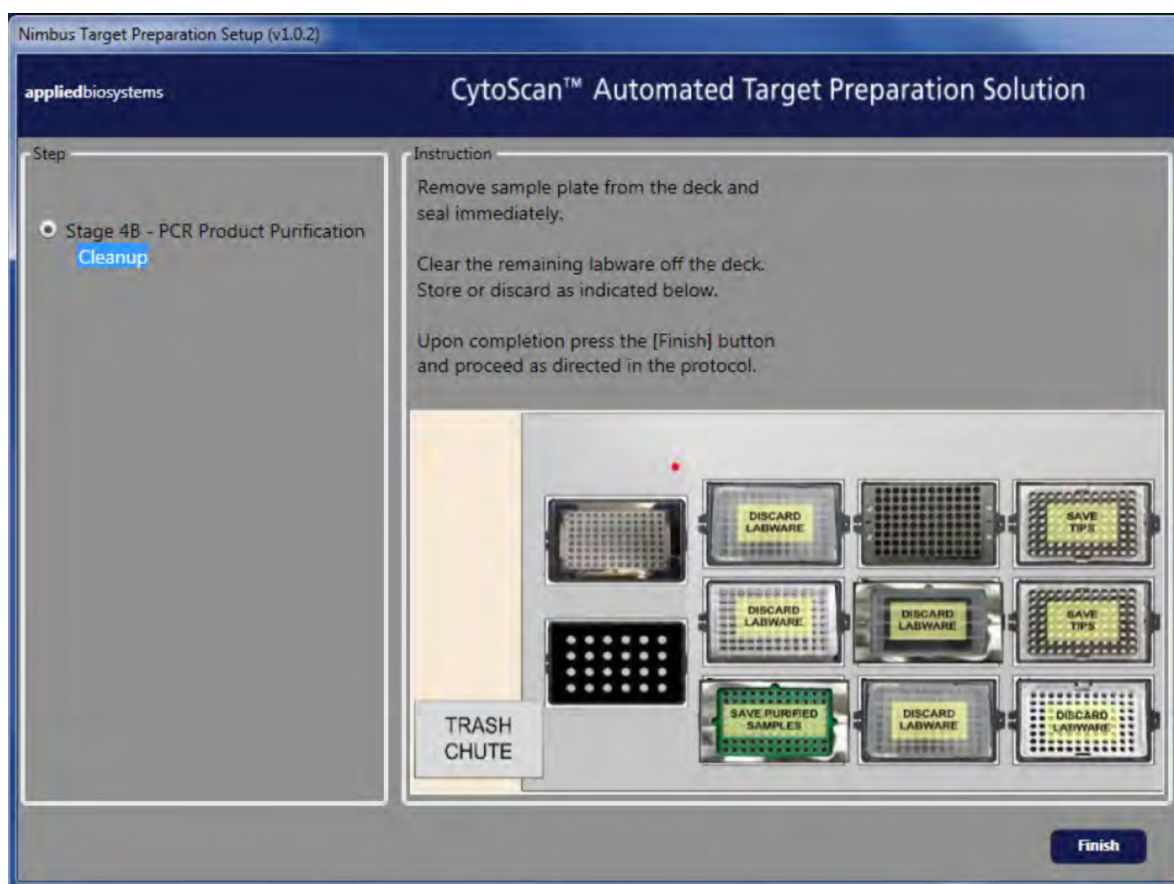 Nimbus Target Preparation Setup (v1.0.2)
appliedbiosystems
CytoScan™ Automated Target Preparation Solution
Step
Stage 4B - PCR Product Purification
Cleanup
Instruction
Remove sample plate from the deck and
seal immediately.
Clear the remaining labware off the deck.
Store or discard as indicated below.
Upon completion press the [Finish] button
and proceed as directed in the protocol.
DISCARD
LABWARE
SAVE
TIPS
DISCARD
LABWARE
DISCARD
LABWARE
SAVE
TIPS
SAVE PURIFIED
SAMPLES
DISCARD
LABWARE
DISCARD
LABWARE
TRASH
CHUTE
Finish